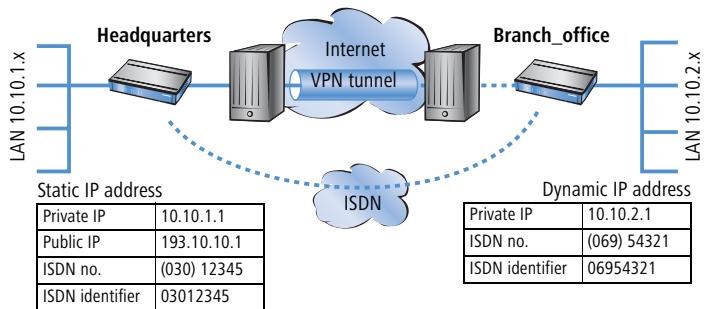 Headquarters
Internet
Branch_office
VPN tunnel
LAN 10.10.1.x
LAN 10.10.2.x
ISDN
Static IP address
Private IP 10.10.1.1
Public IP 193.10.10.1
ISDN no. (030) 12345
ISDN identifier 03012345
Dynamic IP address
Private IP 10.10.2.1
ISDN no. (069) 54321
ISDN identifier 06954321